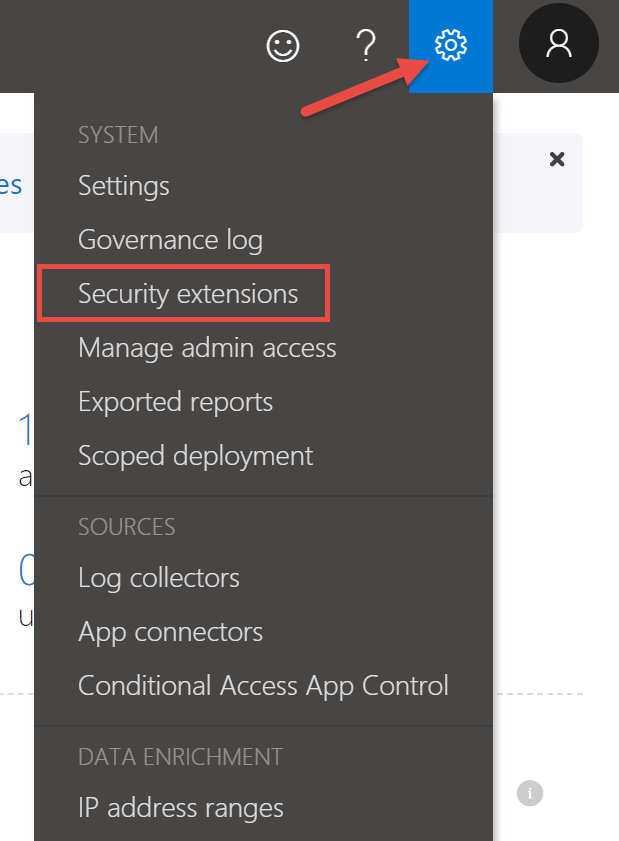 ?
SYSTEM
Settings
es
Governance log
Security extensions
Manage admin access
Exported reports
1
Scoped deployment
a
SOURCES
Log collectors
0
u
App connectors
Conditional Access App Control
DATA ENRICHMENT
IP address ranges
i